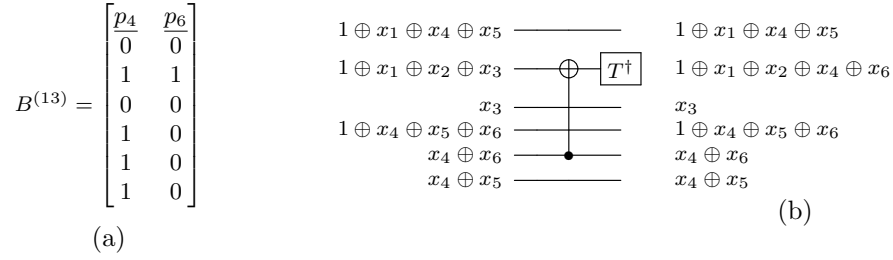 B^{(13)} =
p_4 p_6
0 0
1 1
0 0
1 0
1 0
1 0
(a)
1 ⊕ x_1 ⊕ x_4 ⊕ x_5
1 ⊕ x_1 ⊕ x_2 ⊕ x_3
x_3
1 ⊕ x_4 ⊕ x_5 ⊕ x_6
x_4 ⊕ x_6
x_4 ⊕ x_5
T^†
1 ⊕ x_1 ⊕ x_4 ⊕ x_5
1 ⊕ x_1 ⊕ x_2 ⊕ x_4 ⊕ x_6
x_3
1 ⊕ x_4 ⊕ x_5 ⊕ x_6
x_4 ⊕ x_6
x_4 ⊕ x_5
(b)